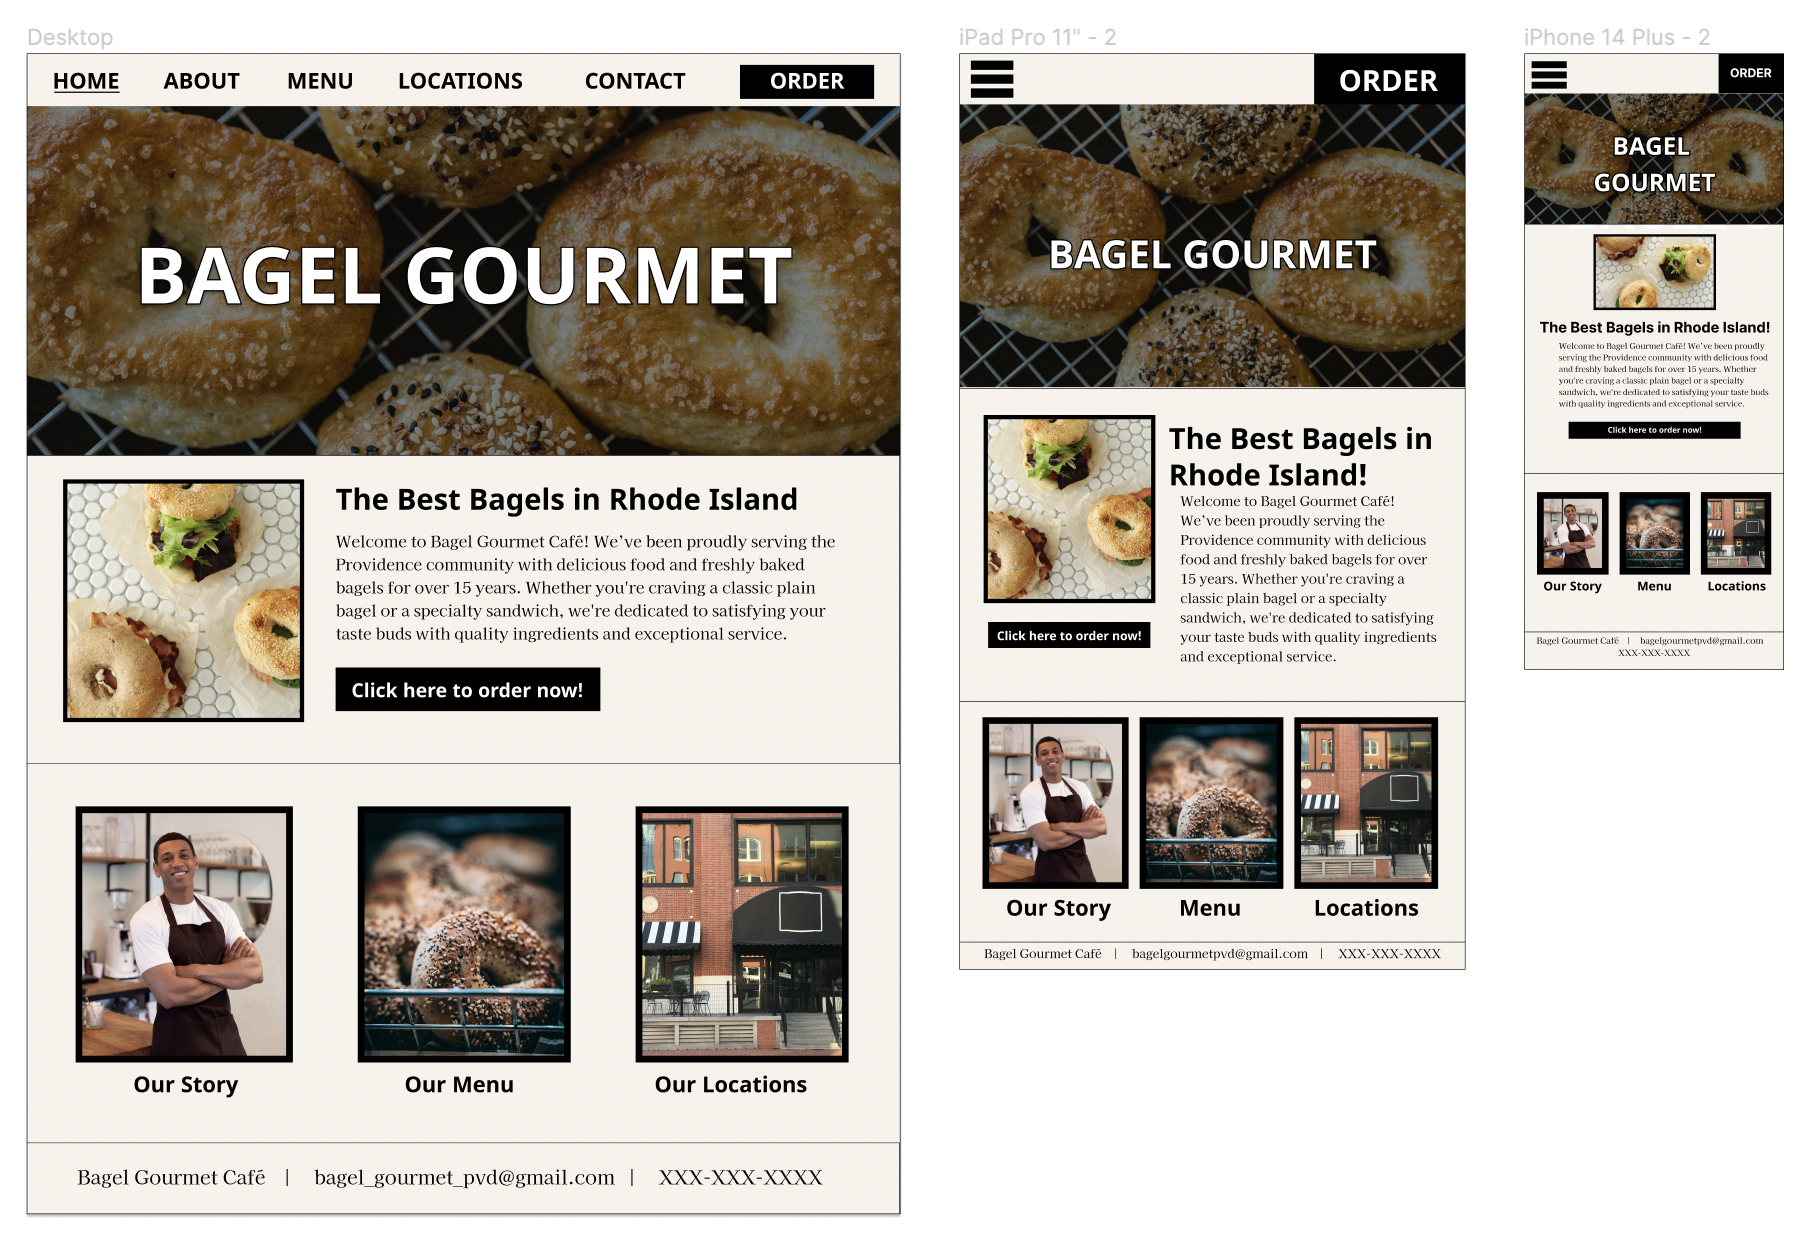 Desktop
HOME ABOUT MENU LOCATIONS CONTACT ORDER
BAGEL GOURMET
The Best Bagels in Rhode Island
Welcome to Bagel Gourmet Café! We've been proudly serving the
Providence community with delicious food and freshly baked
bagels for over 15 years. Whether you're craving a classic plain
bagel or a specialty sandwich, we're dedicated to satisfying your
taste buds with quality ingredients and exceptional service.
Click here to order now!
Our Story
Our Menu
Our Locations
Bagel Gourmet Café | bagel_gourmet_pvd@gmail.com | XXX-XXX-XXXX
iPad Pro 11" - 2
ORDER
BAGEL GOURMET
The Best Bagels in
Rhode Island!
Welcome to Bagel Gourmet Café!
We've been proudly serving the
Providence community with delicious
food and freshly baked bagels for over
15 years. Whether you're craving a
classic plain bagel or a specialty
sandwich, we're dedicated to satisfying
your taste buds with quality ingredients
and exceptional service.
Click here to order now!
Our Story
Menu
Locations
Bagel Gourmet Café | bagelgourmetpvd@gmail.com | XXX-XXX-XXXX
iPhone 14 Plus - 2
ORDER
BAGEL
GOURMET
The Best Bagels in Rhode Island!
Welcome to Bagel Gourmet Café! We've been proudly
serving the Providence community with delicious food
and freshly baked bagels for over 15 years. Whether
you're craving a classic plain bagel or a specialty
sandwich, we're dedicated to satisfying your taste buds
with quality ingredients and exceptional service.
Click here to order now!
Our Story
Menu
Locations
Bagel Gourmet Café | bagelgourmetpvd@gmail.com
XXX-XXX-XXXX